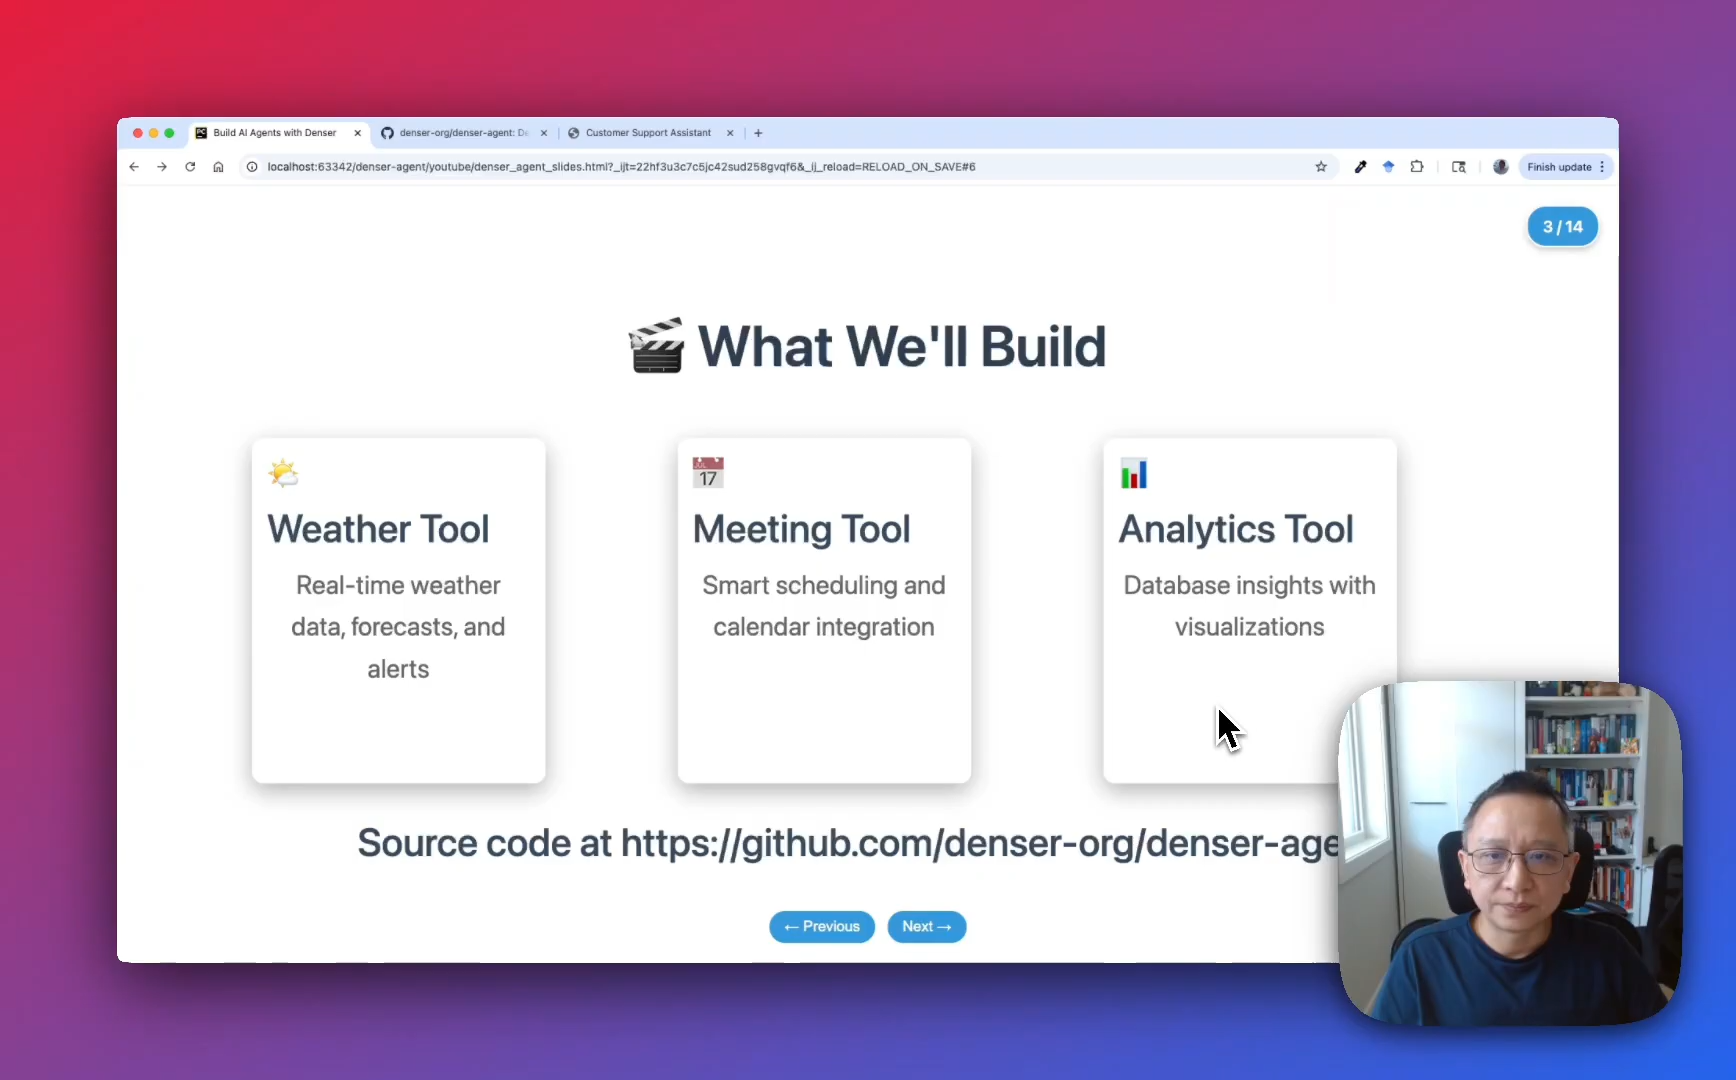 Build AI Agents with Denser
denser-org/denser-agent: De
Customer Support Assistant
localhost:63342/denser-agent/youtube/denser_agent_slides.html?_ijt=22hf3u3c7c5jc42sud258gvqf6&_ij_reload=RELOAD_ON_SAVE#6
Finish update
3 / 14
What We'll Build
JUL
17
Weather Tool
Real-time weather
data, forecasts, and
alerts
Meeting Tool
Smart scheduling and
calendar integration
Analytics Tool
Database insights with
visualizations
Source code at https://github.com/denser-org/denser-age
← Previous
Next →